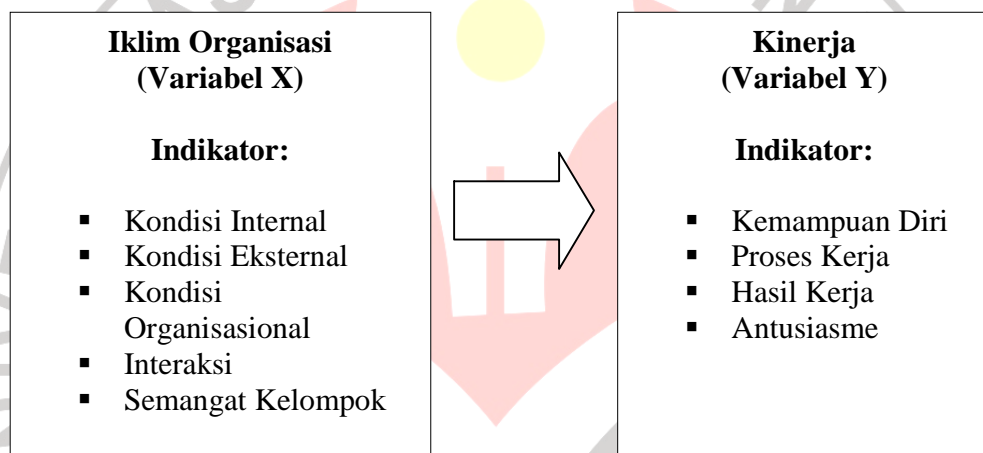 Iklim Organisasi
(Variabel X)
Indikator:
▪ Kondisi Internal
▪ Kondisi Eksternal
▪ Kondisi
Organisasional
▪ Interaksi
▪ Semangat Kelompok
Kinerja
(Variabel Y)
Indikator:
▪ Kemampuan Diri
▪ Proses Kerja
▪ Hasil Kerja
▪ Antusiasme